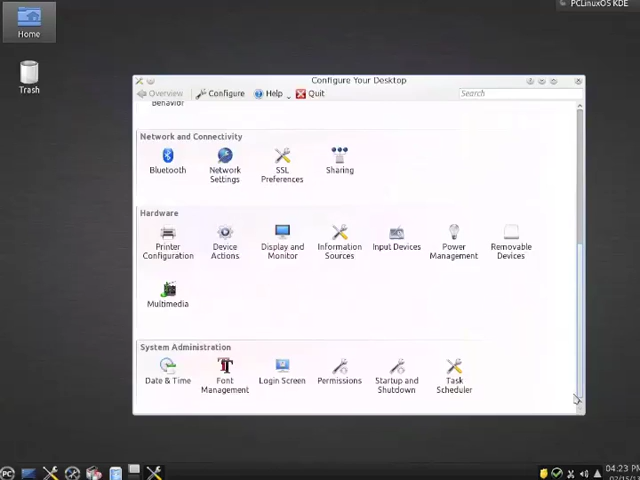 PCLinuxOS KDE
Home
Trash
Configure Your Desktop
Overview Configure Help Quit Search
Behavior
Network and Connectivity
Bluetooth
Network Settings
SSL Preferences
Sharing
Hardware
Printer Configuration
Device Actions
Display and Monitor
Information Sources
Input Devices
Power Management
Removable Devices
Multimedia
System Administration
Date & Time
Font Management
Login Screen
Permissions
Startup and Shutdown
Task Scheduler
PC
04:23 PM